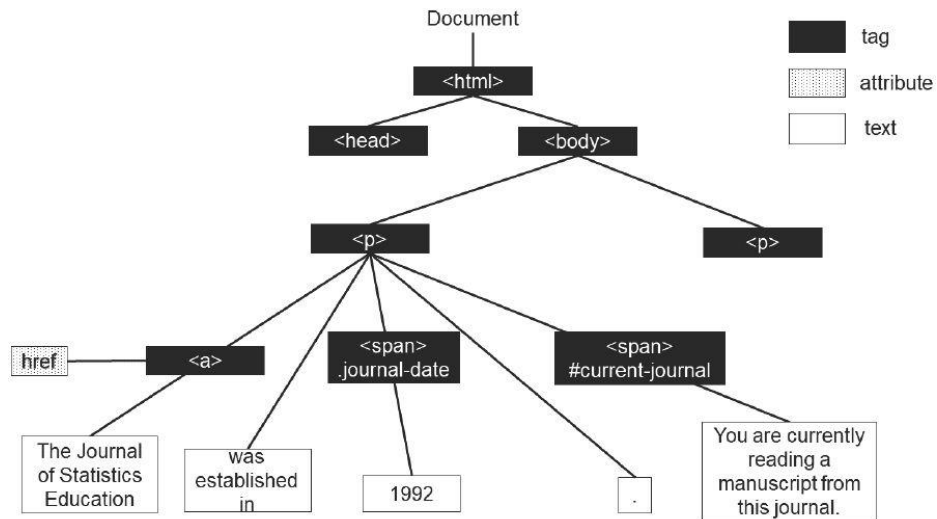 Document
tag
<html>
attribute
<head>
<body>
text
<p>
<p>
href
<a>
<span>
.journal-date
<span>
#current-journal
The Journal
of Statistics
Education
was
established
in
1992
.
You are currently
reading a
manuscript from
this journal.